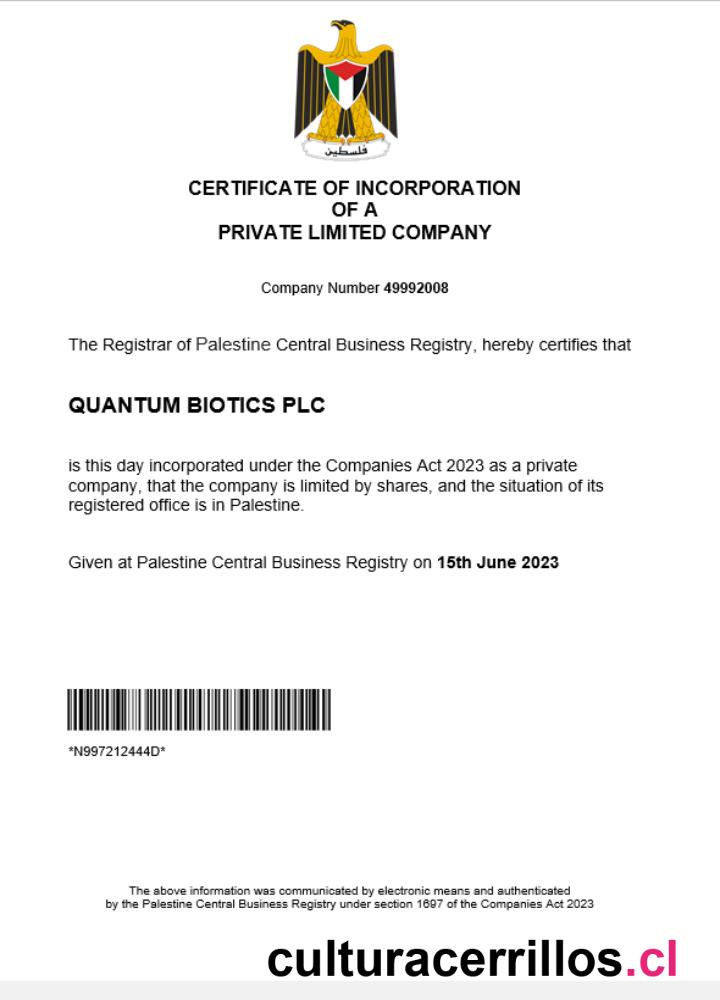 فلسطين
CERTIFICATE OF INCORPORATION
OF A
PRIVATE LIMITED COMPANY
Company Number 49992008
The Registrar of Palestine Central Business Registry, hereby certifies that
QUANTUM BIOTICS PLC
is this day incorporated under the Companies Act 2023 as a private
company, that the company is limited by shares, and the situation of its
registered office is in Palestine.
Given at Palestine Central Business Registry on 15th June 2023
*N997212444D*
The above information was communicated by electronic means and authenticated
by the Palestine Central Business Registry under section 1697 of the Companies Act 2023
culturacerrillos.cl